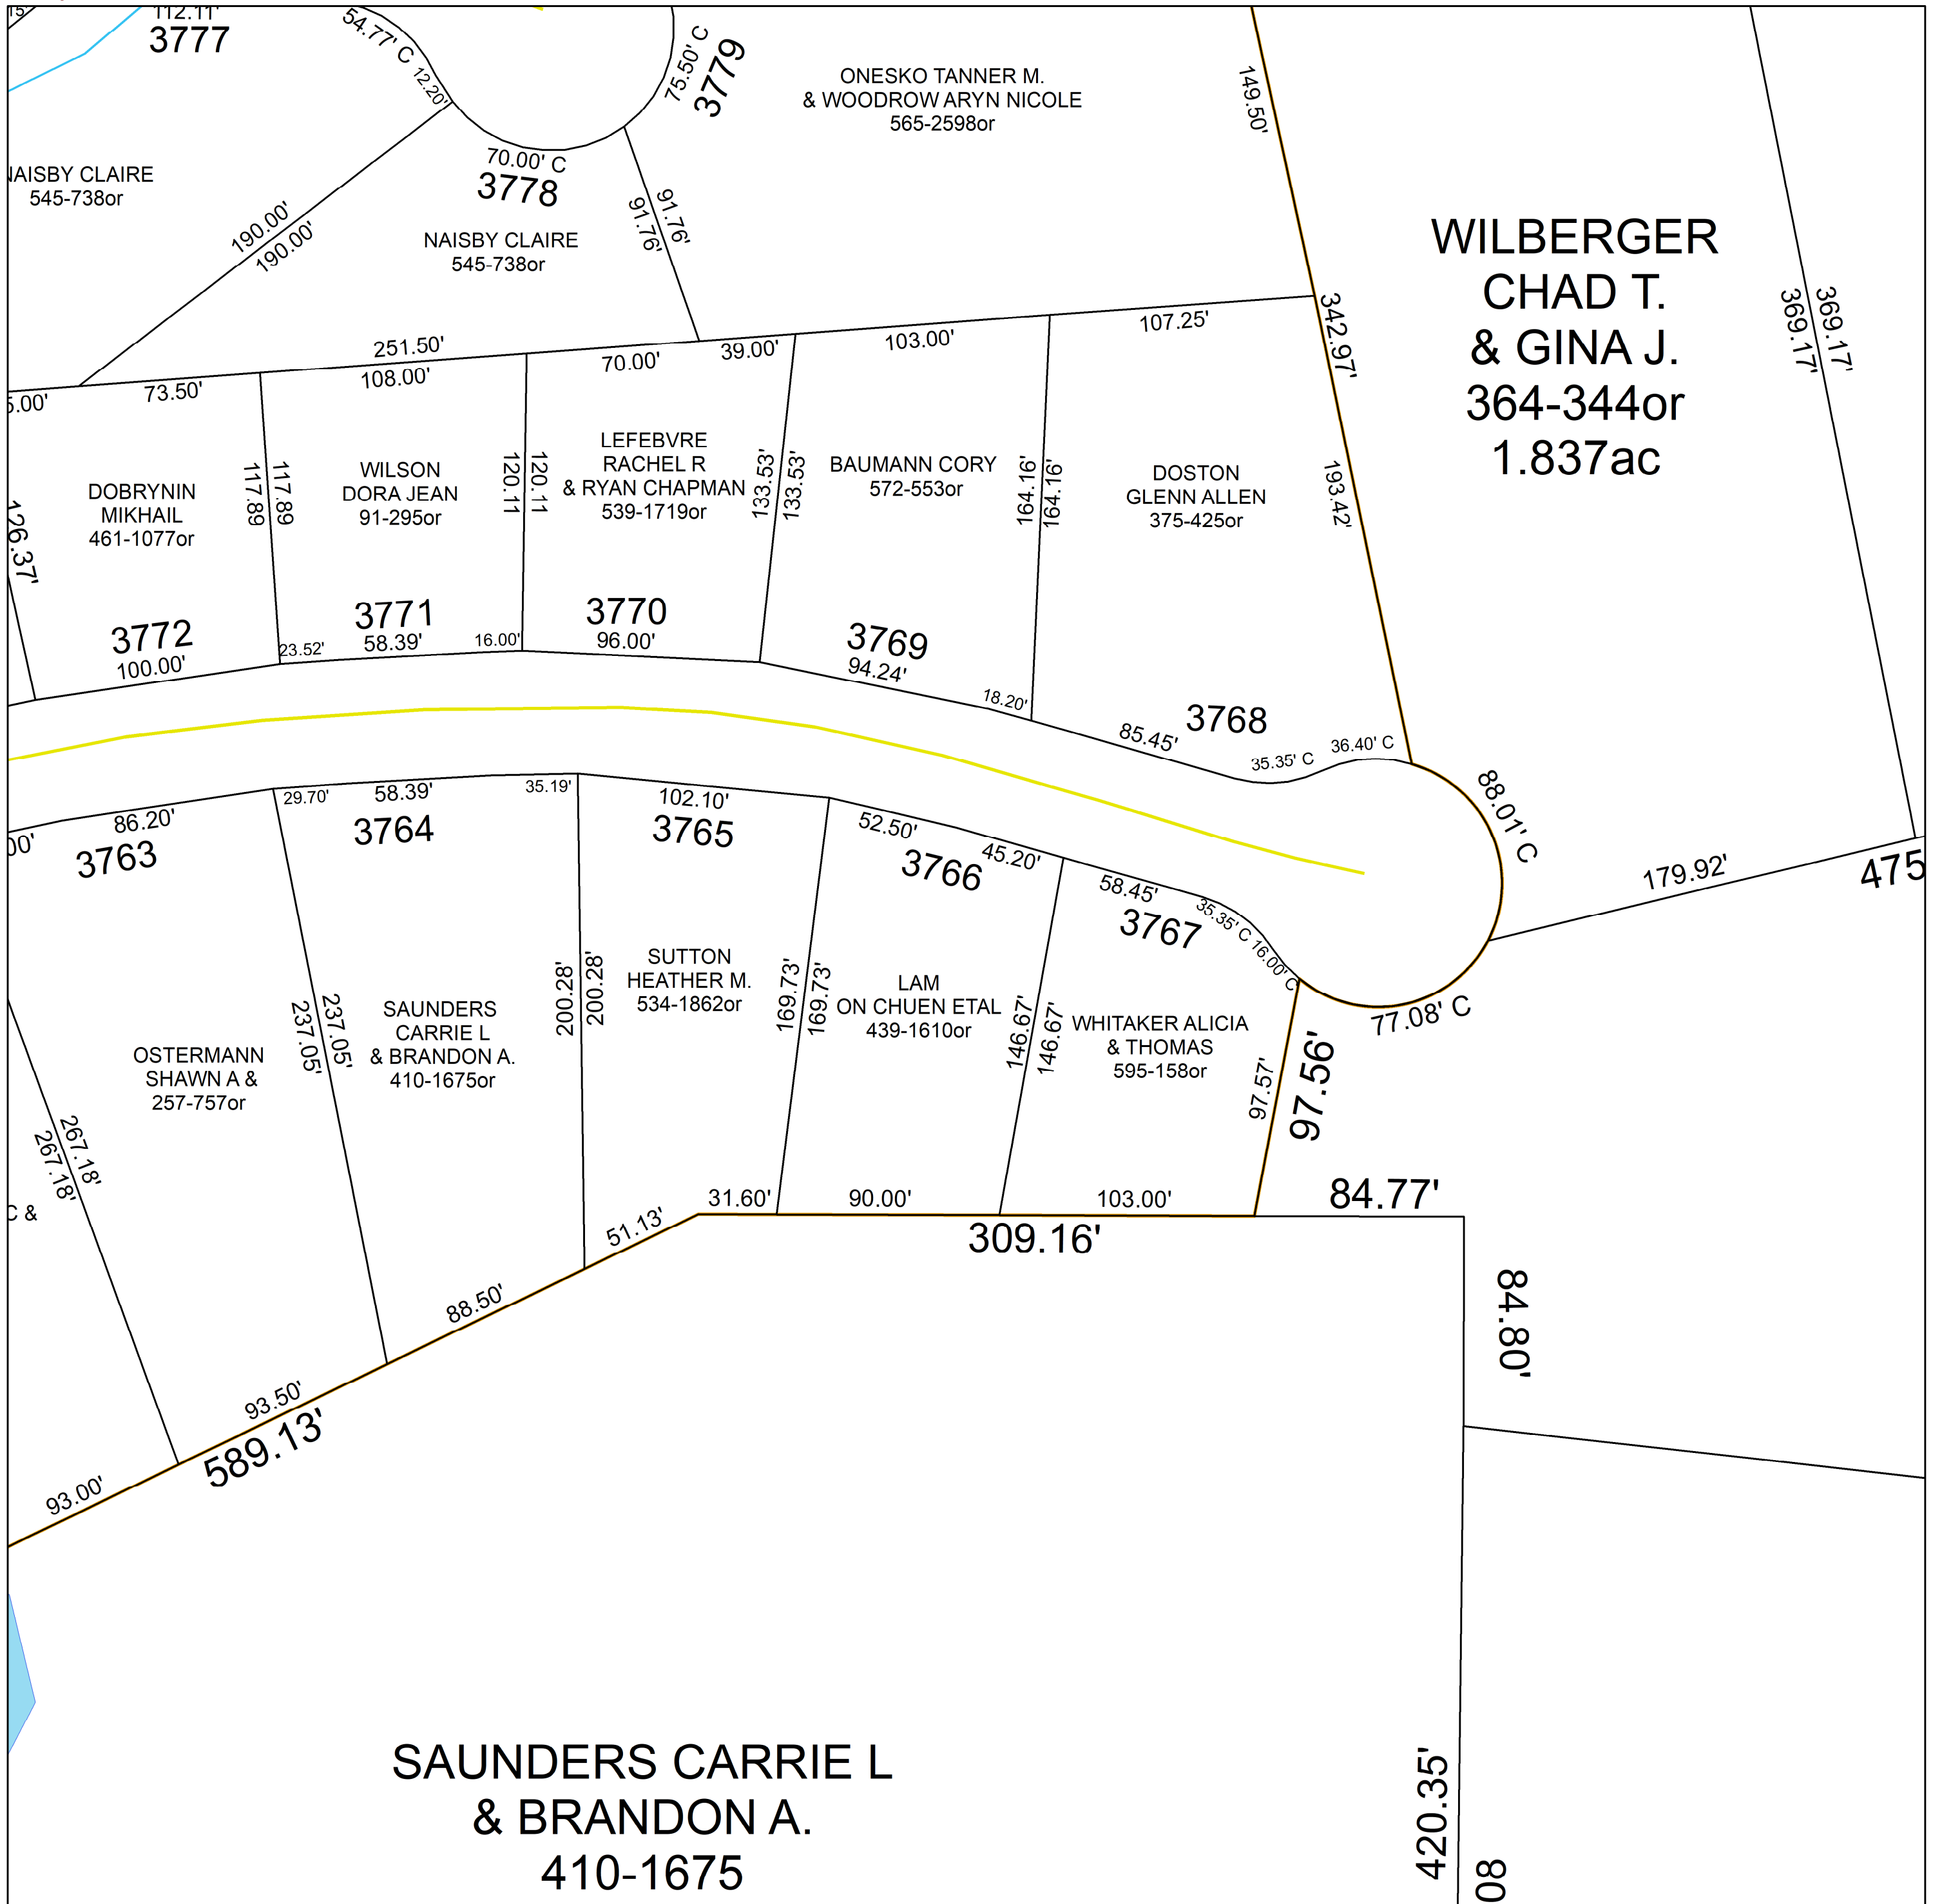 112.11'
3777
54.77' C
12.20'
75.50' C
3779
70.00' C
3778
ONESKO TANNER M.
& WOODROW ARYN NICOLE
565-2598or
149.50'
NAISBY CLAIRE
545-738or
190.00'
190.00'
NAISBY CLAIRE
545-738or
91.76'
91.76'
WILBERGER
CHAD T.
& GINA J.
364-344or
1.837ac
342.97'
369.17'
369.17'
251.50'
73.50'
108.00'
70.00'
39.00'
103.00'
107.25'
5.00'
126.37'
DOBRYNIN
MIKHAIL
461-1077or
117.89
117.89
WILSON
DORA JEAN
91-295or
120.11
120.11
LEFEBVRE
RACHEL R
& RYAN CHAPMAN
539-1719or
133.53'
133.53'
BAUMANN CORY
572-553or
164.16'
164.16'
DOSTON
GLENN ALLEN
375-425or
193.42'
3772
100.00'
23.52'
3771
58.39'
16.00'
3770
96.00'
3769
94.24'
18.20'
3768
85.45'
35.35' C
36.40' C
88.01' C
179.92'
475
00'
86.20'
3763
29.70'
58.39'
3764
35.19'
102.10'
3765
52.50'
3766
45.20'
58.45'
3767
35.35' C
16.00' C
77.08' C
OSTERMANN
SHAWN A &
257-757or
237.05'
237.05'
SAUNDERS
CARRIE L
& BRANDON A.
410-1675or
200.28'
200.28'
SUTTON
HEATHER M.
534-1862or
169.73'
169.73'
LAM
ON CHUEN ETAL
439-1610or
146.67'
146.67'
WHITAKER ALICIA
& THOMAS
595-158or
97.57'
97.56'
267.18'
267.18'
C &
31.60'
90.00'
103.00'
84.77'
51.13'
309.16'
88.50'
84.80'
93.50'
589.13'
93.00'
SAUNDERS CARRIE L
& BRANDON A.
410-1675
420.35'
08